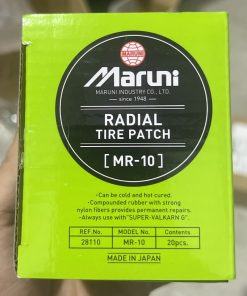 MARUNI
Maruni
MARUNI INDUSTRY CO., LTD.
since 1948
RADIAL
TIRE PATCH
[MR-10]
•Can be cold and hot cured.
•Compounded rubber with strong
nylon fibers provides permanent repairs.
•Always use with "SUPER-VALKARN G".
REF.No. MR-No. Quantity
28110 MR-10 20pcs.
MADE IN JAPAN